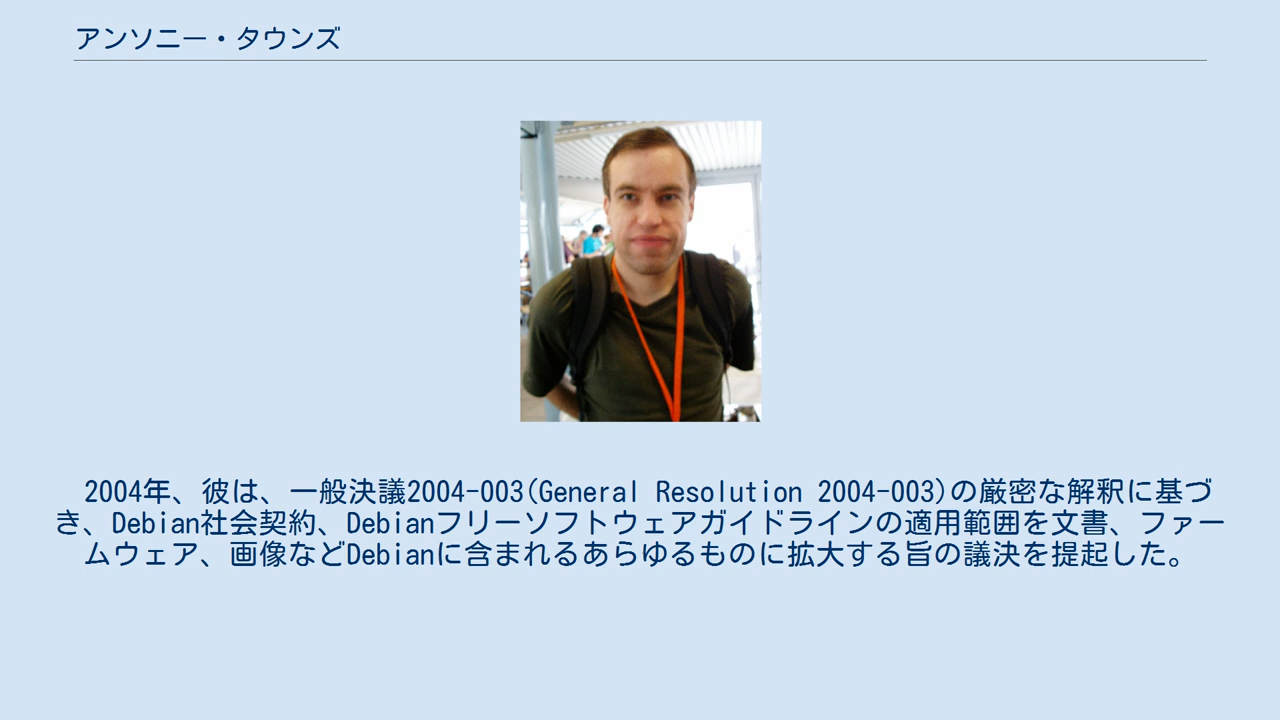 アンソニー・タウンズ
2004年、彼は、一般決議2004-003(General Resolution 2004-003)の厳密な解釈に基づ
き、Debian社会契約、Debianフリーソフトウェアガイドラインの適用範囲を文書、ファー
ムウェア、画像などDebianに含まれるあらゆるものに拡大する旨の議決を提起した。